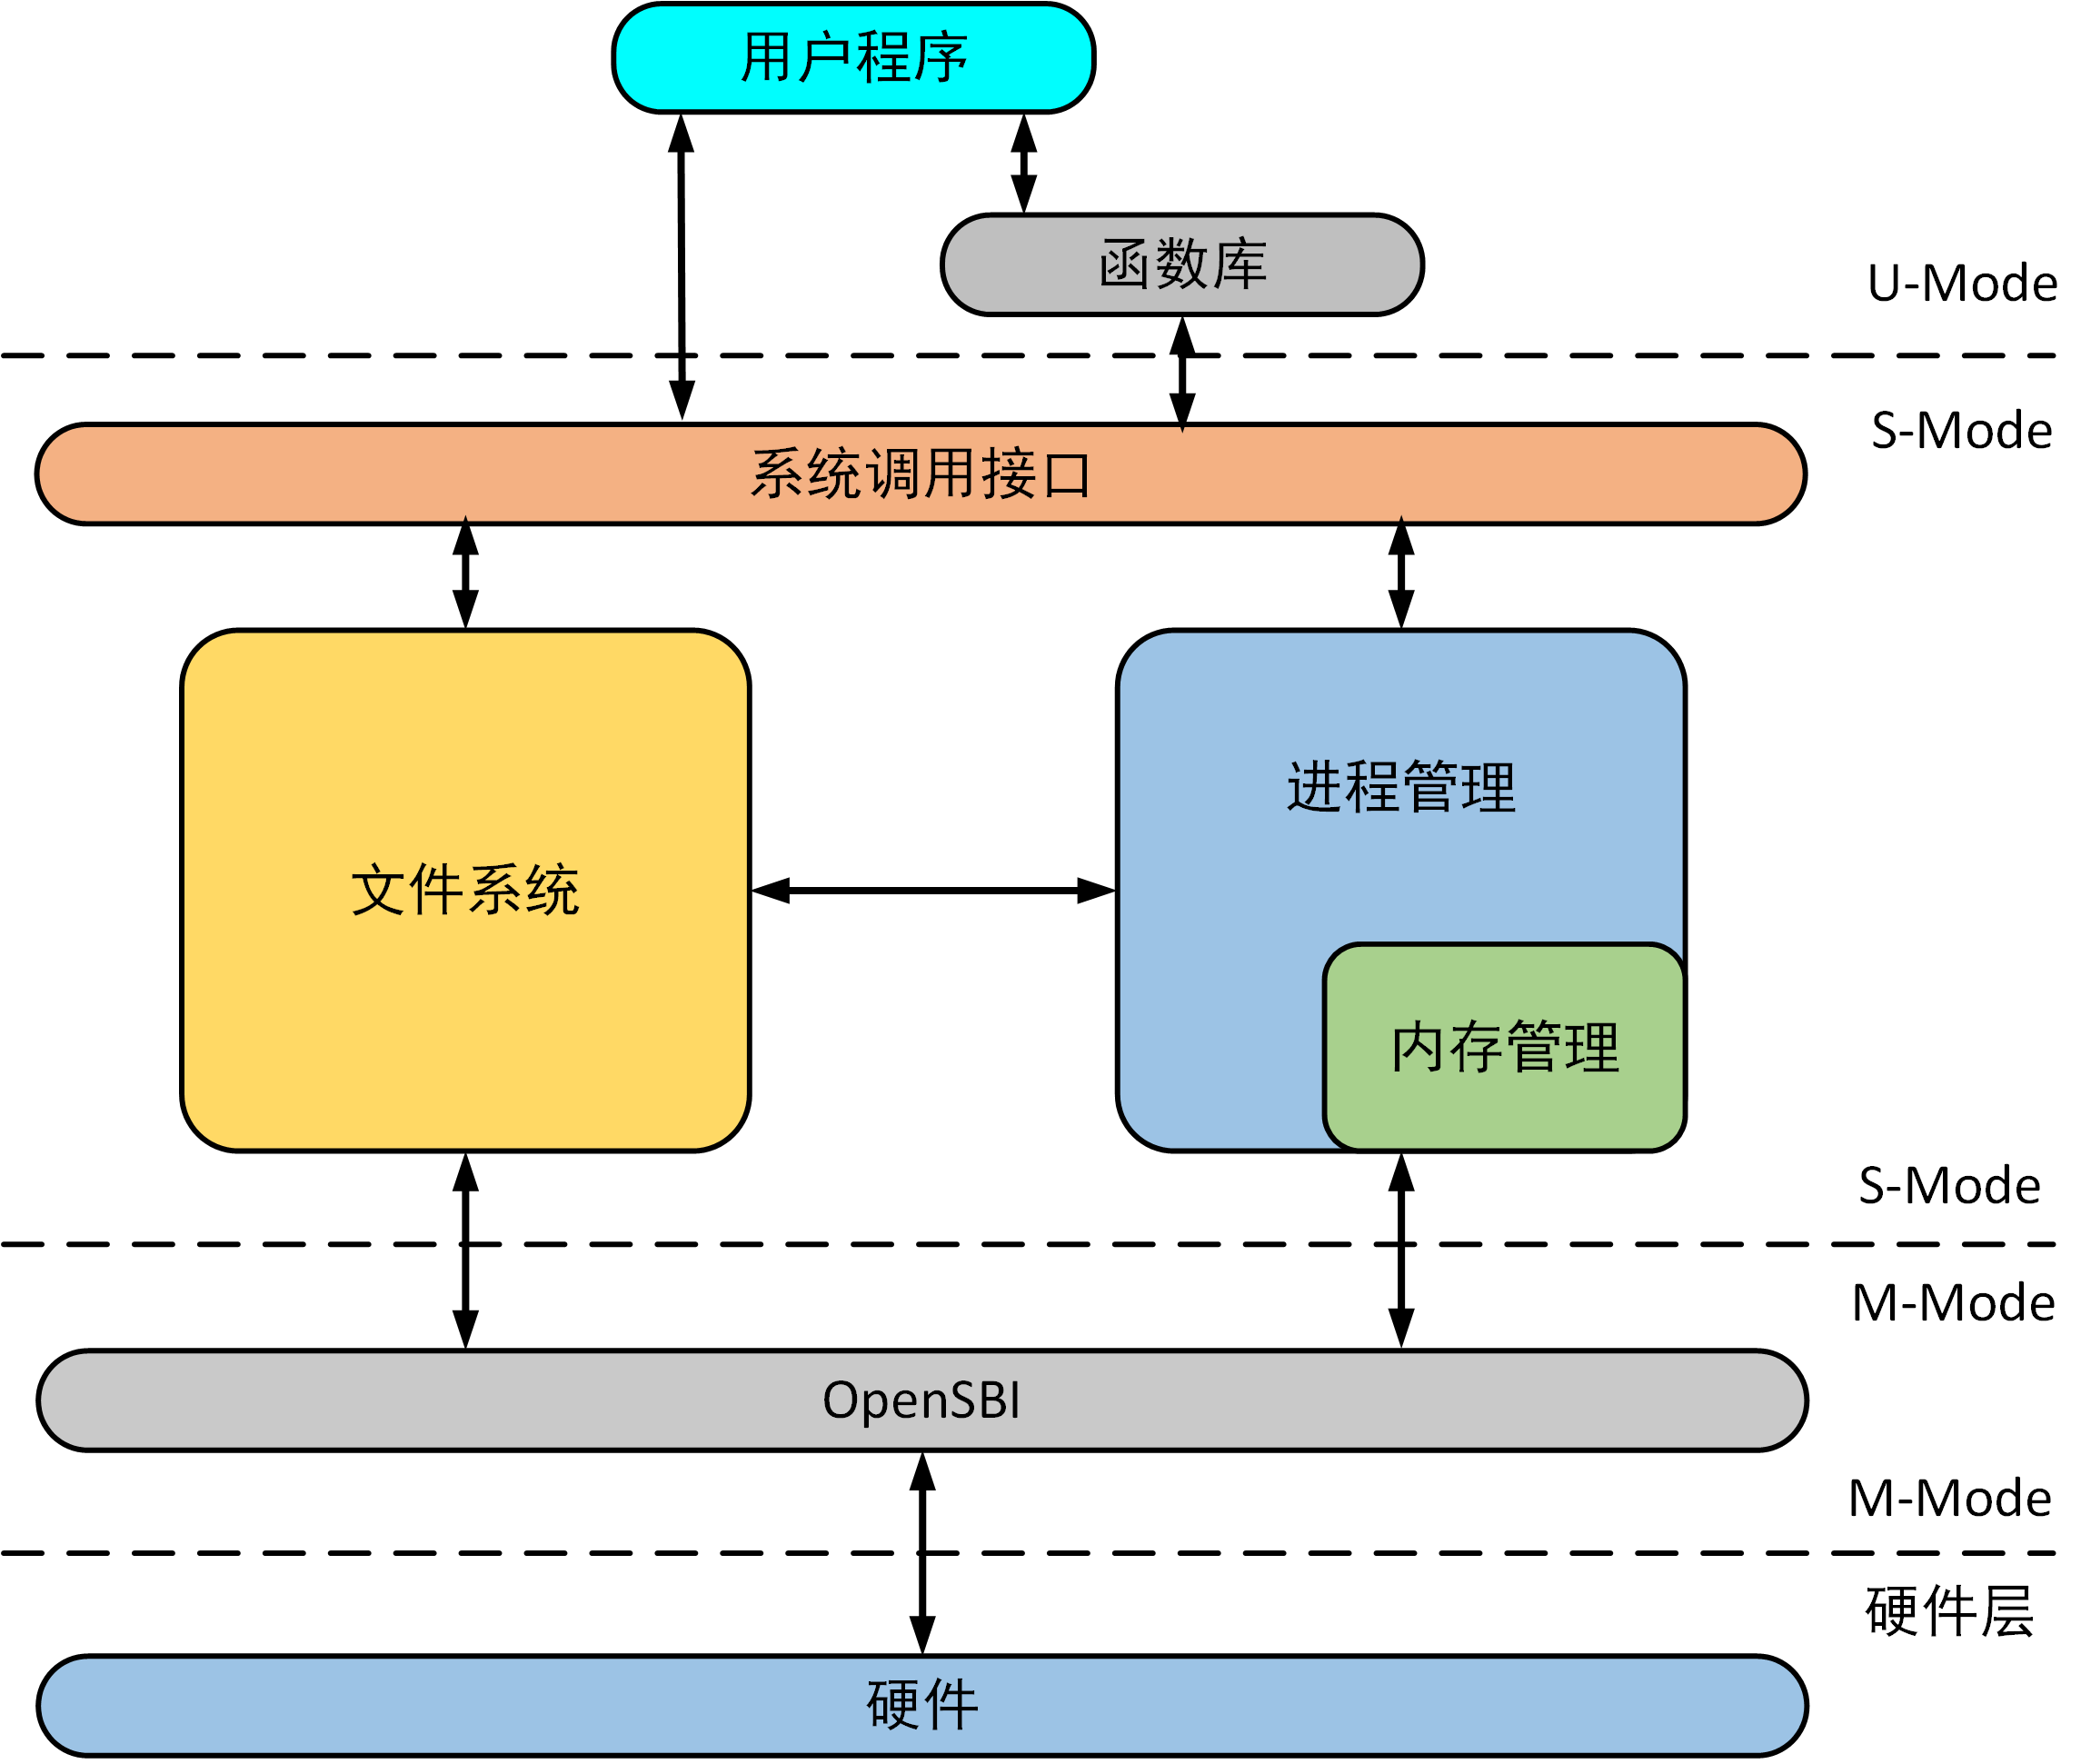 用户程序
函数库
U-Mode
S-Mode
系统调用接口
进程管理
文件系统
内存管理
S-Mode
M-Mode
OpenSBI
M-Mode
硬件层
硬件